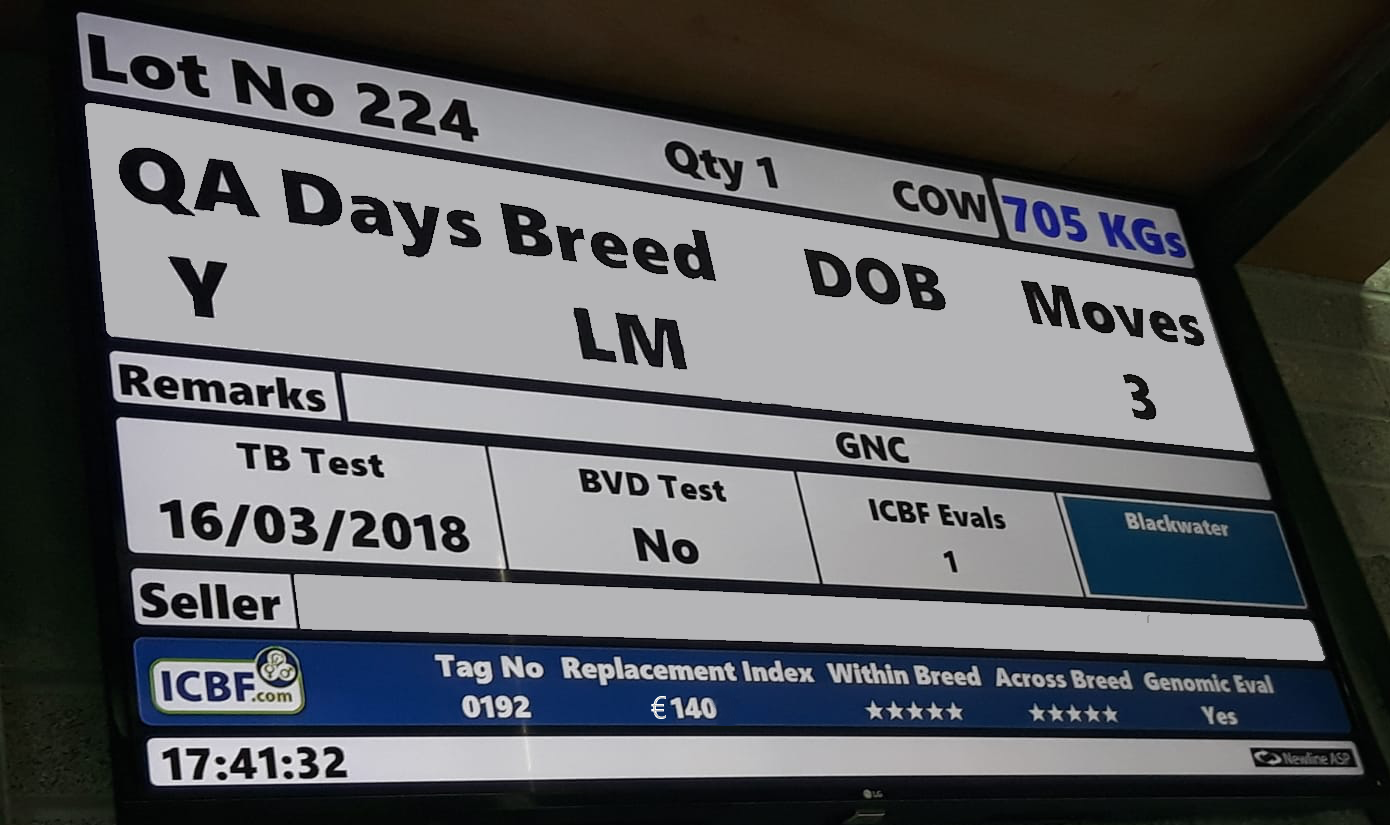 Lot No 224 Qty 1 COW 705 KGs
QA Days Breed DOB Moves
Y LM 3
Remarks GNC
TB Test BVD Test ICBF Evals Blackwater
16/03/2018 No 1
Seller
ICBF.com Tag No Replacement Index Within Breed Across Breed Genomic Eval
0192 €140 ★★★★★ ★★★★★ Yes
17:41:32 Newline ASP
LG